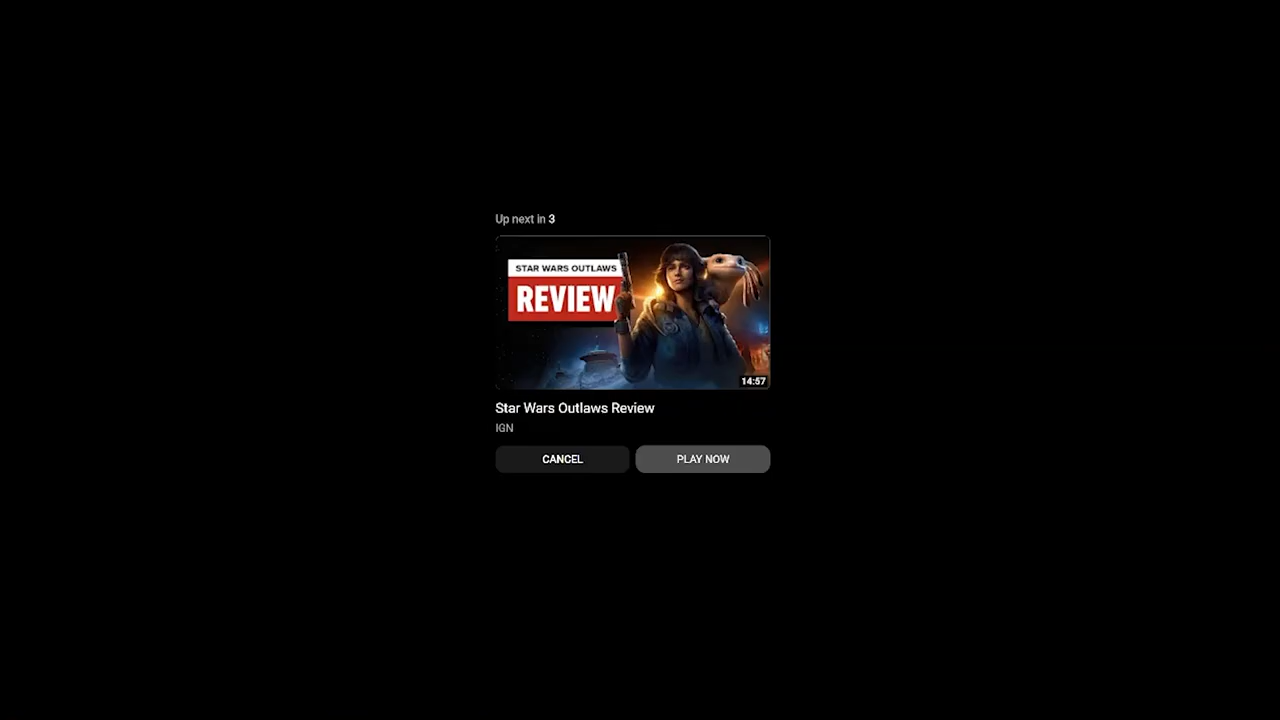 Up next in 3
STAR WARS OUTLAWS
REVIEW
14:57
Star Wars Outlaws Review
IGN
CANCEL
PLAY NOW